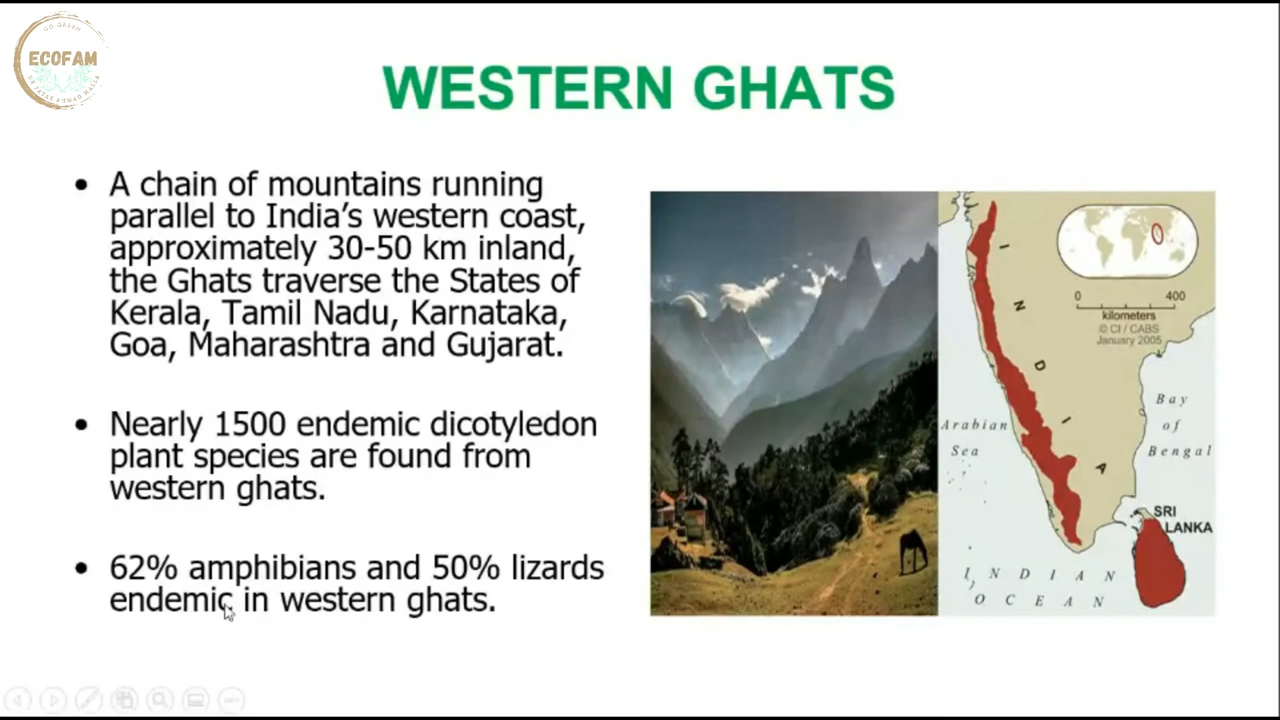 GO GREEN
ECOFAM
WESTERN GHATS
• A chain of mountains running
parallel to India’s western coast,
approximately 30-50 km inland,
the Ghats traverse the States of
Kerala, Tamil Nadu, Karnataka,
Goa, Maharashtra and Gujarat.
• Nearly 1500 endemic dicotyledon
plant species are found from
western ghats.
• 62% amphibians and 50% lizards
endemic in western ghats.
0 400
kilometers
© CI / CABS
January 2005
I N D I A
Arabian
Sea
Bay
of
Bengal
SRI
LANKA
I N D I A N
O C E A N